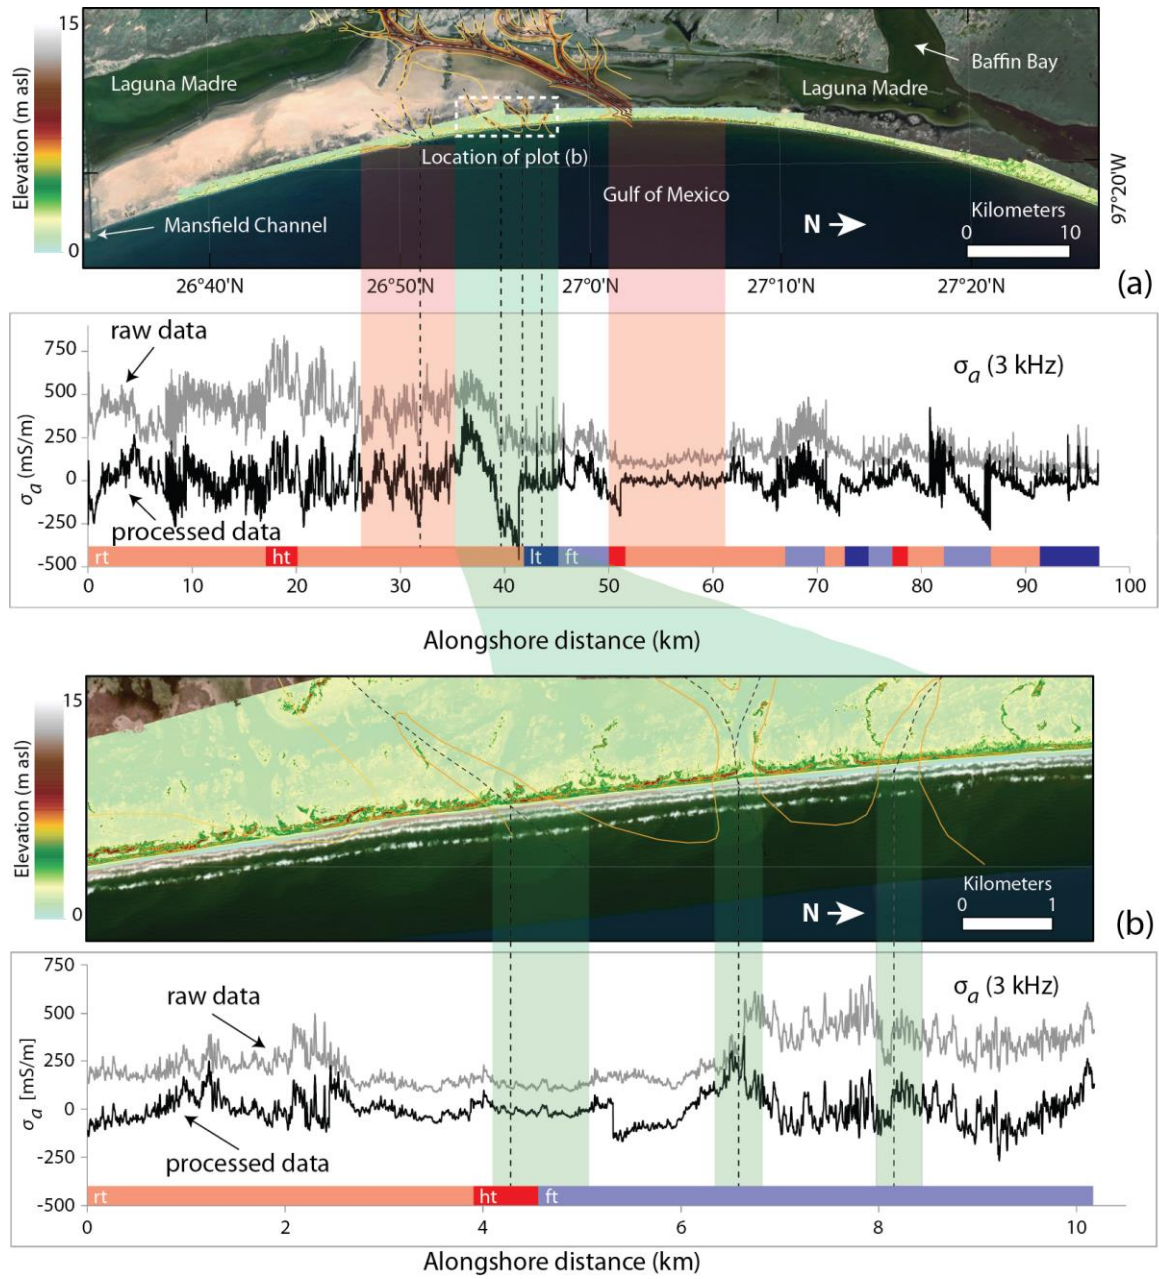 15
Elevation (m asl)
0
Laguna Madre
Baffin Bay
Laguna Madre
Location of plot (b)
Gulf of Mexico
Mansfield Channel
N
Kilometers
0 10
97°20'W
26°40'N 26°50'N 27°0'N 27°10'N 27°20'N
(a)
raw data
σa (3 kHz)
750
500
250
0
-250
-500
σa (mS/m)
processed data
rt ht lt ft
0 10 20 30 40 50 60 70 80 90 100
Alongshore distance (km)
15
Elevation (m asl)
0
Kilometers
0 1
N
(b)
raw data
σa (3 kHz)
750
500
250
0
-250
-500
σa [mS/m]
processed data
rt ht ft
0 2 4 6 8 10
Alongshore distance (km)